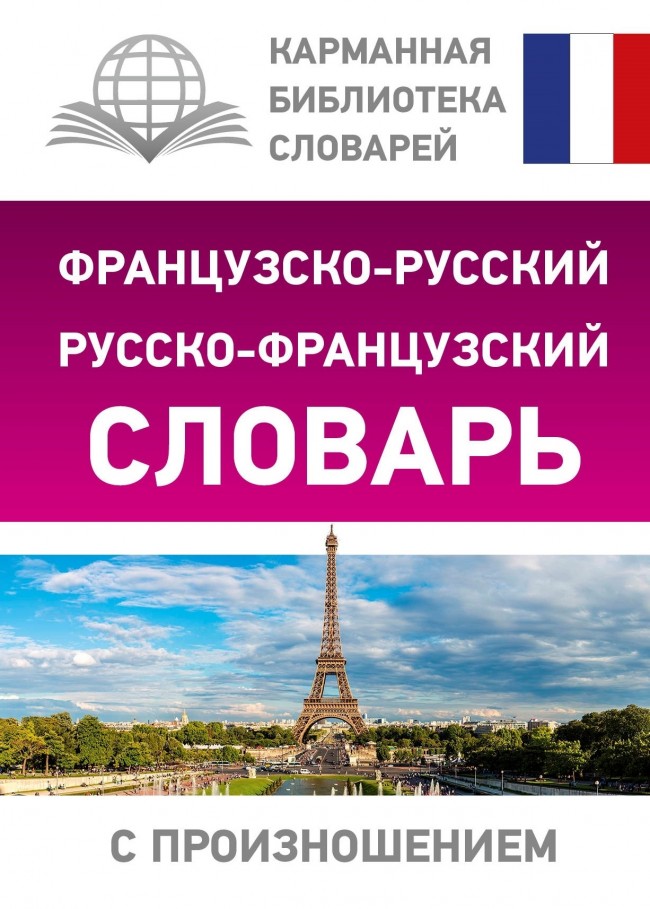 КАРМАННАЯ
БИБЛИОТЕКА
СЛОВАРЕЙ
ФРАНЦУЗСКО-РУССКИЙ
РУССКО-ФРАНЦУЗСКИЙ
СЛОВАРЬ
С ПРОИЗНОШЕНИЕМ